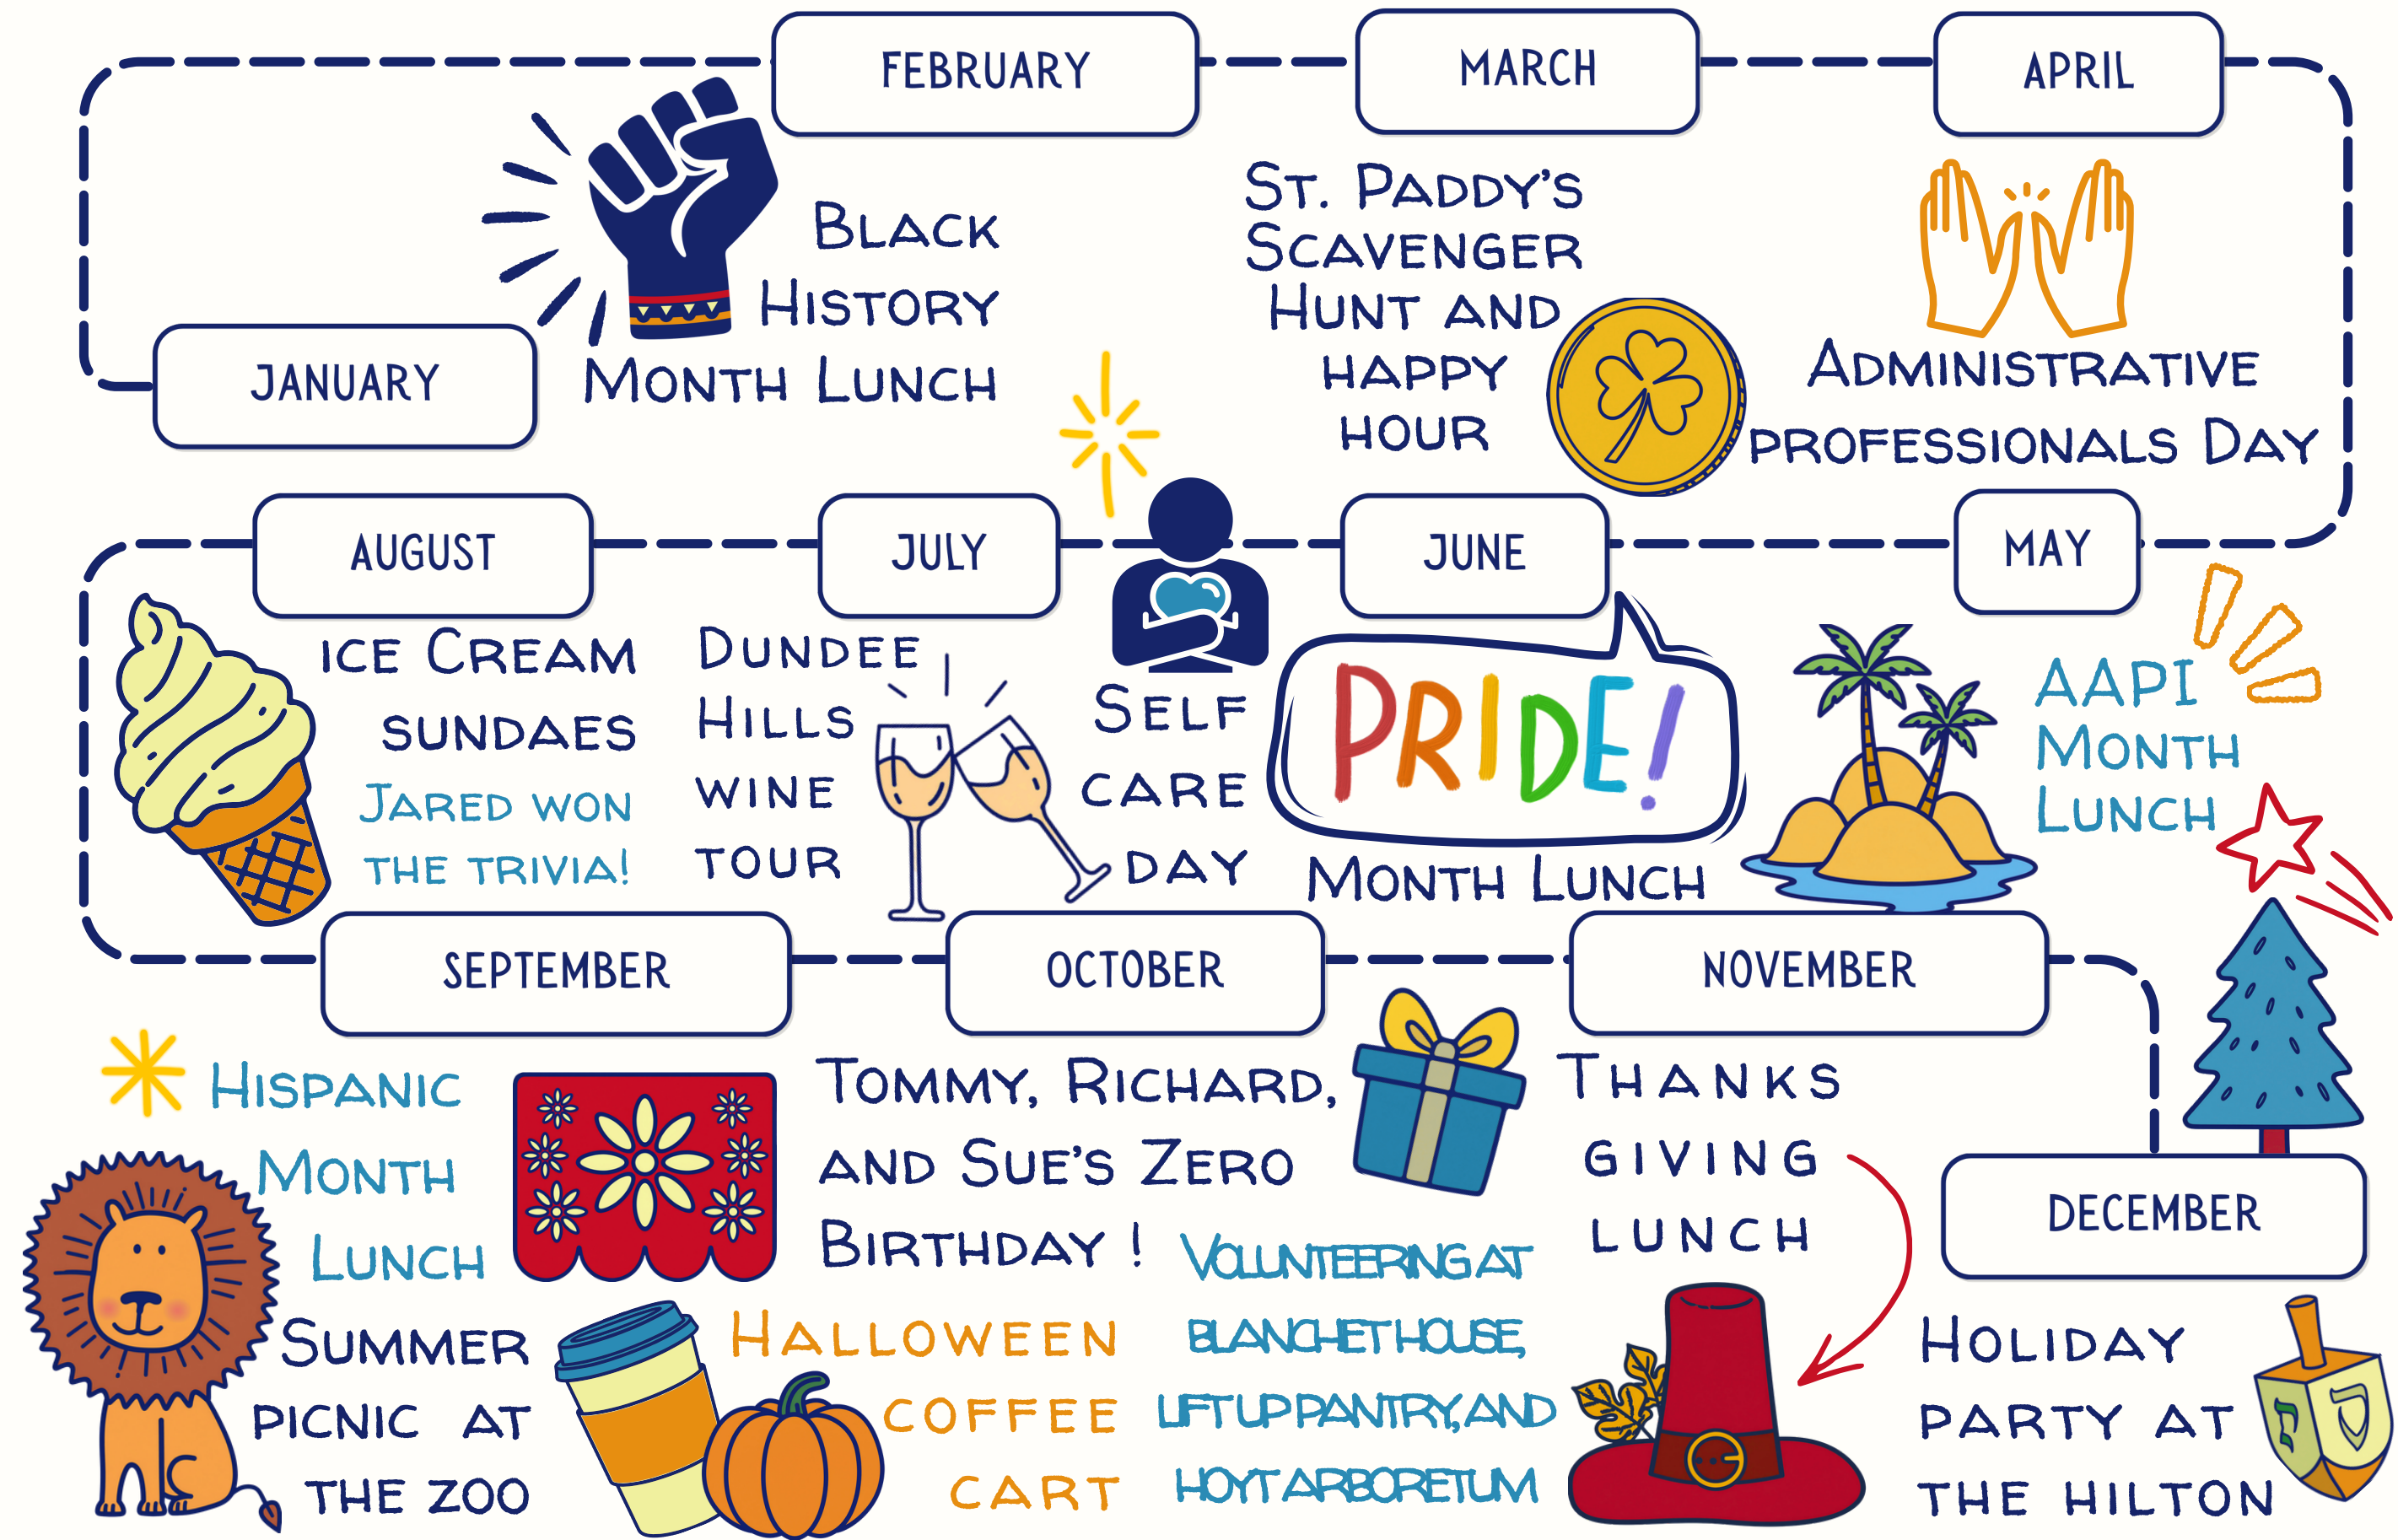 FEBRUARY
MARCH
APRIL
JANUARY
BLACK
HISTORY
MONTH LUNCH
ST. PADDY'S
SCAVENGER
HUNT AND
HAPPY
HOUR
ADMINISTRATIVE
PROFESSIONALS DAY
AUGUST
JULY
JUNE
MAY
ICE CREAM
SUNDAES
JARED WON
THE TRIVIA!
DUNDEE
HILLS
WINE
TOUR
SELF
CARE
DAY
PRIDE!
MONTH LUNCH
AAPI
MONTH
LUNCH
SEPTEMBER
OCTOBER
NOVEMBER
DECEMBER
HISPANIC
MONTH
LUNCH
SUMMER
PICNIC AT
THE ZOO
TOMMY, RICHARD,
AND SUE'S ZERO
BIRTHDAY !
HALLOWEEN
COFFEE
CART
VOLUNTEERING AT
BLANCHET HOUSE,
LIFT UP PANTRY, AND
HOYT ARBORETUM
THANKS
GIVING
LUNCH
HOLIDAY
PARTY AT
THE HILTON
ה
ק